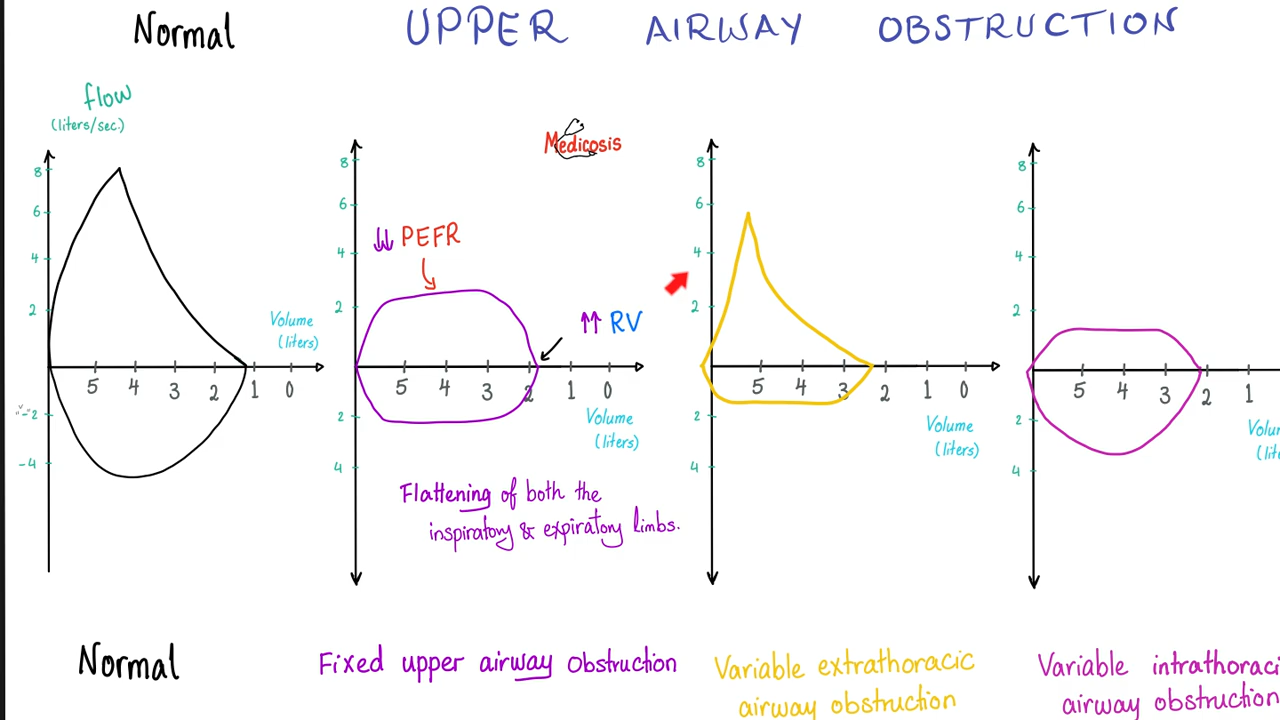 Normal
UPPER AIRWAY OBSTRUCTION
flow
(liters/sec.)
Medicosis
8
6
4
2
-2
-4
5 4 3 2 1 0
Volume
(liters)
8
6
4
2
2
4
↓↓ PEFR
↑↑ RV
5 4 3 2 1 0
Volume
(liters)
Flattening of both the
inspiratory & expiratory limbs.
8
6
4
2
2
4
5 4 3 2 1 0
Volume
(liters)
8
6
4
2
2
4
5 4 3 2 1
Volu
(lit
Normal
Fixed upper airway obstruction
Variable extrathoracic
airway obstruction
Variable intrathoraci
airway obstruction